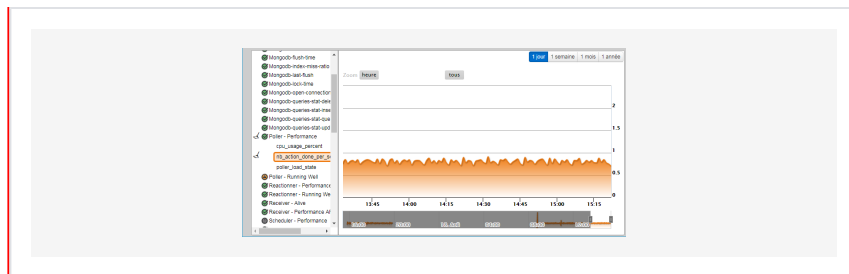 Mongodb-flush-time
Mongodb-index-miss-ratio
Mongodb-last-flush
Mongodb-lock-time
Mongodb-open-connection
Mongodb-queries-stat-dele
Mongodb-queries-stat-inse
Mongodb-queries-stat-que
Mongodb-queries-stat-upd
Poller - Performance
cpu_usage_percent
nb_action_done_per_se
poller_load_state
Poller - Running Well
Reactionner - Performance
Reactionner - Running We
Receiver - Alive
Receiver - Performance AP
Scheduler - Performance
1 jour 1 semaine 1 mois 1 année
Zoom heure tous
2
1.5
1
0.5
0
13:45 14:00 14:15 14:30 14:45 15:00 15:15